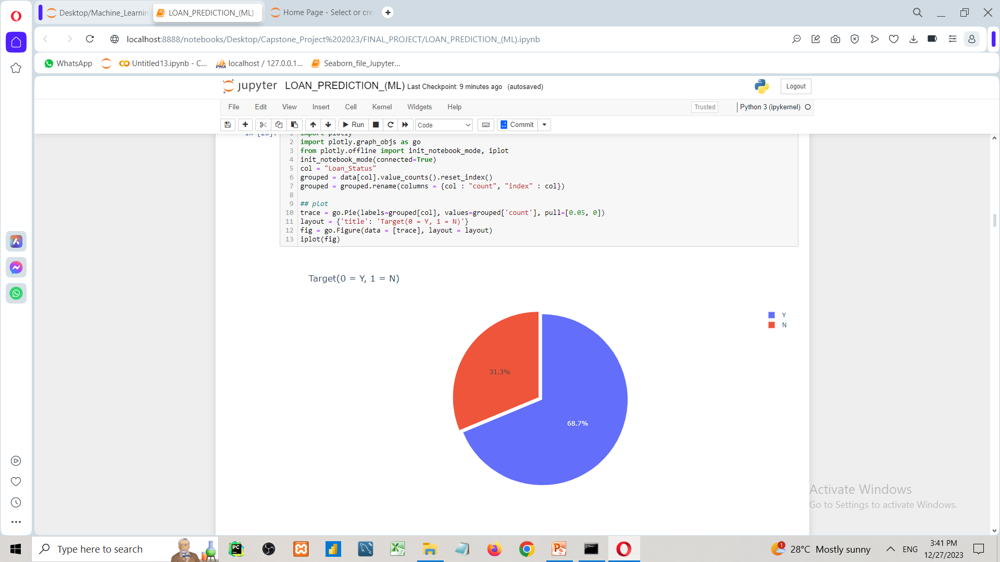 Desktop/Machine_Learnin
LOAN_PREDICTION_(ML) -
Home Page - Select or cre
localhost:8888/notebooks/Desktop/Capstone_Project%202023/FINAL_PROJECT/LOAN_PREDICTION_(ML).ipynb
WhatsApp
Untitled13.ipynb - C...
PMA
localhost / 127.0.0.1...
Seaborn_file_Jupyter...
jupyter LOAN_PREDICTION_(ML) Last Checkpoint: 9 minutes ago (autosaved)
Logout
File Edit View Insert Cell Kernel Widgets Help
Trusted
Python 3 (ipykernel)
Run
Code
Commit
1 import plotly
2 import plotly.graph_objs as go
3 from plotly.offline import init_notebook_mode, iplot
4 init_notebook_mode(connected=True)
5 col = "Loan_Status"
6 grouped = data[col].value_counts().reset_index()
7 grouped = grouped.rename(columns = {col : "count", "index" : col})
8
9 ## plot
10 trace = go.Pie(labels=grouped[col], values=grouped['count'], pull=[0.05, 0])
11 layout = {'title': 'Target(0 = Y, 1 = N)'}
12 fig = go.Figure(data = [trace], layout = layout)
13 iplot(fig)
Target(0 = Y, 1 = N)
Y
N
31.3%
68.7%
Activate Windows
Go to Settings to activate Windows.
Type here to search
PC
1
28°C Mostly sunny
ENG
3:41 PM
12/27/2023